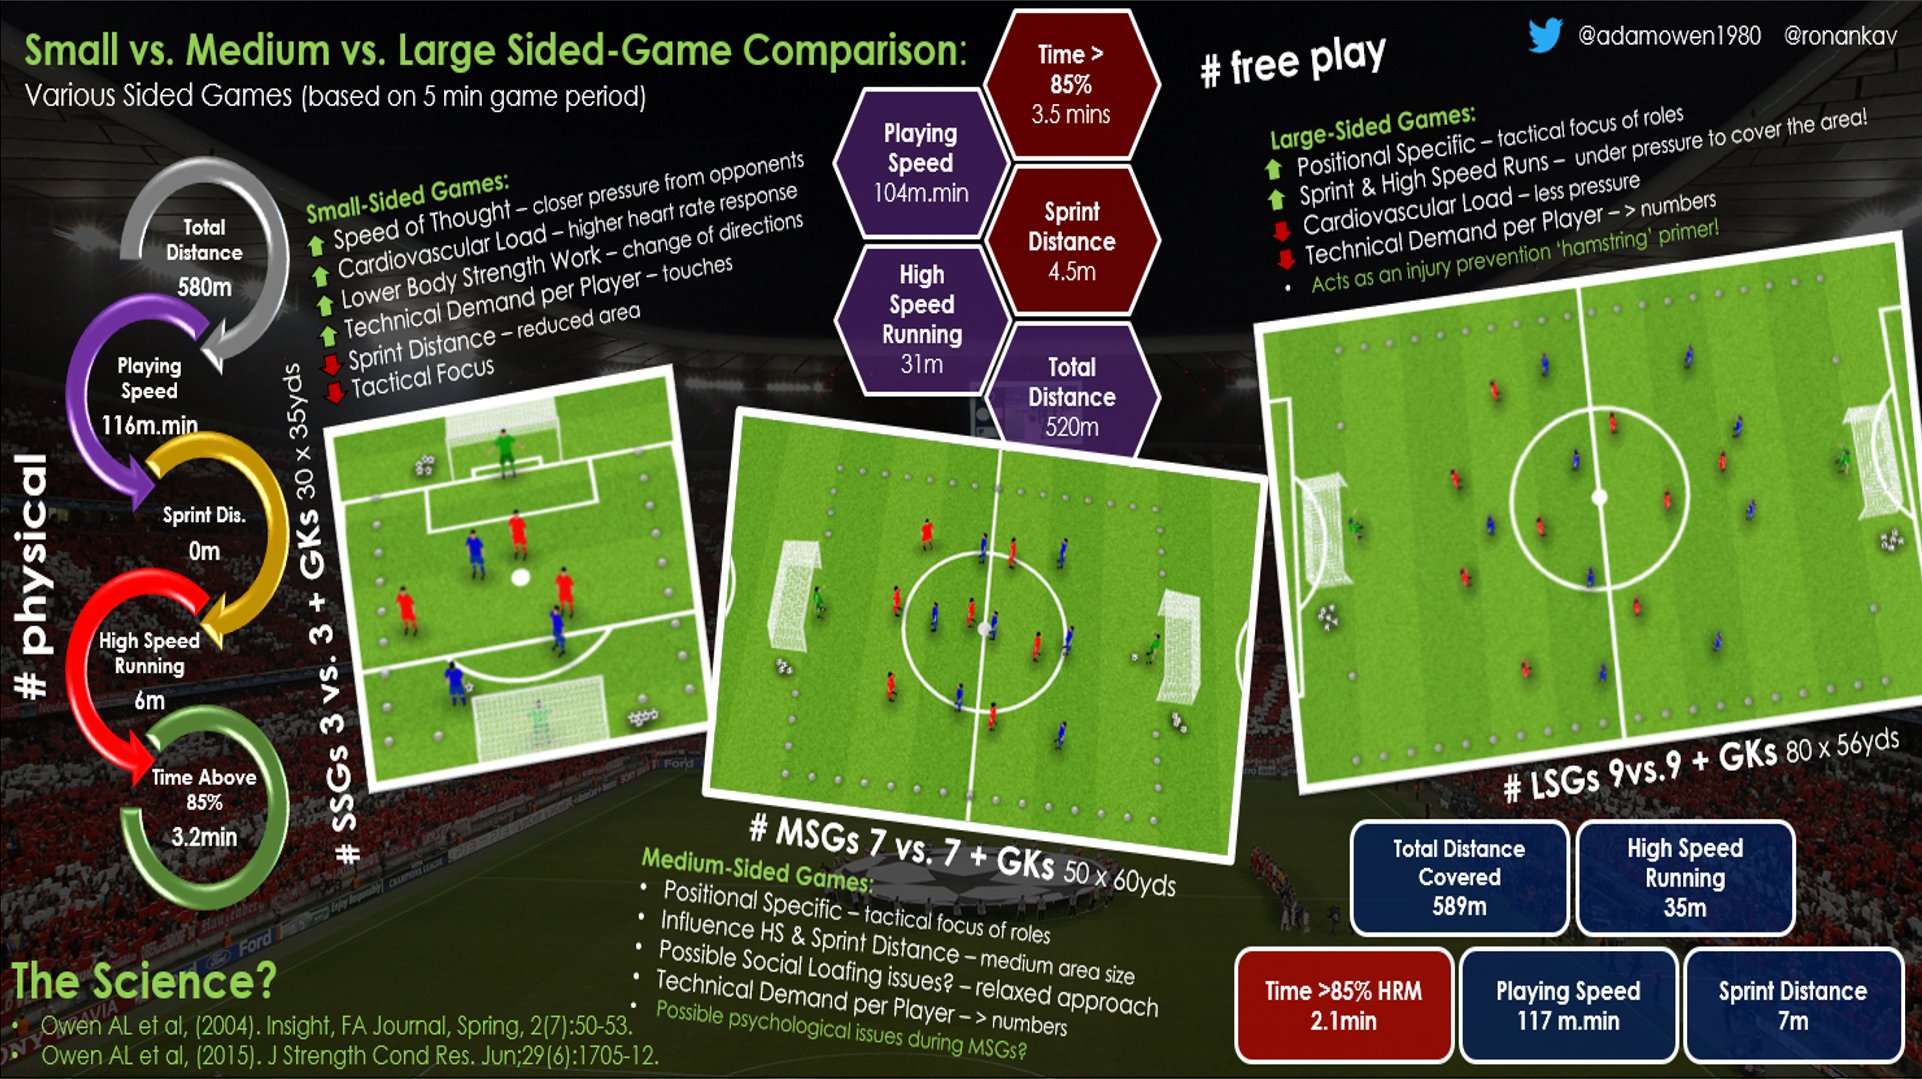 Small vs. Medium vs. Large Sided-Game Comparison:
Various Sided Games (based on 5 min game period)
@adamowen1980 @ronankav
# free play
# physical
Total
Distance
580m
Playing
Speed
116m.min
Sprint Dis.
0m
High Speed
Running
6m
Time Above
85%
3.2min
Small-Sided Games:
Speed of Thought – closer pressure from opponents
Cardiovascular Load – higher heart rate response
Lower Body Strength Work – change of directions
Technical Demand per Player – touches
Sprint Distance – reduced area
Tactical Focus
# SSGs 3 vs. 3 + GKs 30 x 35yds
Time >
85%
3.5 mins
Playing
Speed
104m.min
Sprint
Distance
4.5m
High
Speed
Running
31m
Total
Distance
520m
# MSGs 7 vs. 7 + GKs 50 x 60yds
Medium-Sided Games:
• Positional Specific – tactical focus of roles
• Influence HS & Sprint Distance – medium area size
• Possible Social Loafing issues? – relaxed approach
• Technical Demand per Player – > numbers
• Possible psychological issues during MSGs?
Large-Sided Games:
Positional Specific – tactical focus of roles
Sprint & High Speed Runs – under pressure to cover the area!
Cardiovascular Load – less pressure
Technical Demand per Player – > numbers
• Acts as an injury prevention ‘hamstring’ primer!
# LSGs 9vs.9 + GKs 80 x 56yds
Total Distance
Covered
589m
High Speed
Running
35m
Time >85% HRM
2.1min
Playing Speed
117 m.min
Sprint Distance
7m
The Science?
• Owen AL et al, (2004). Insight, FA Journal, Spring, 2(7):50-53.
• Owen AL et al, (2015). J Strength Cond Res. Jun;29(6):1705-12.
Ford
Ford
CHAMPIONS LEAGUE